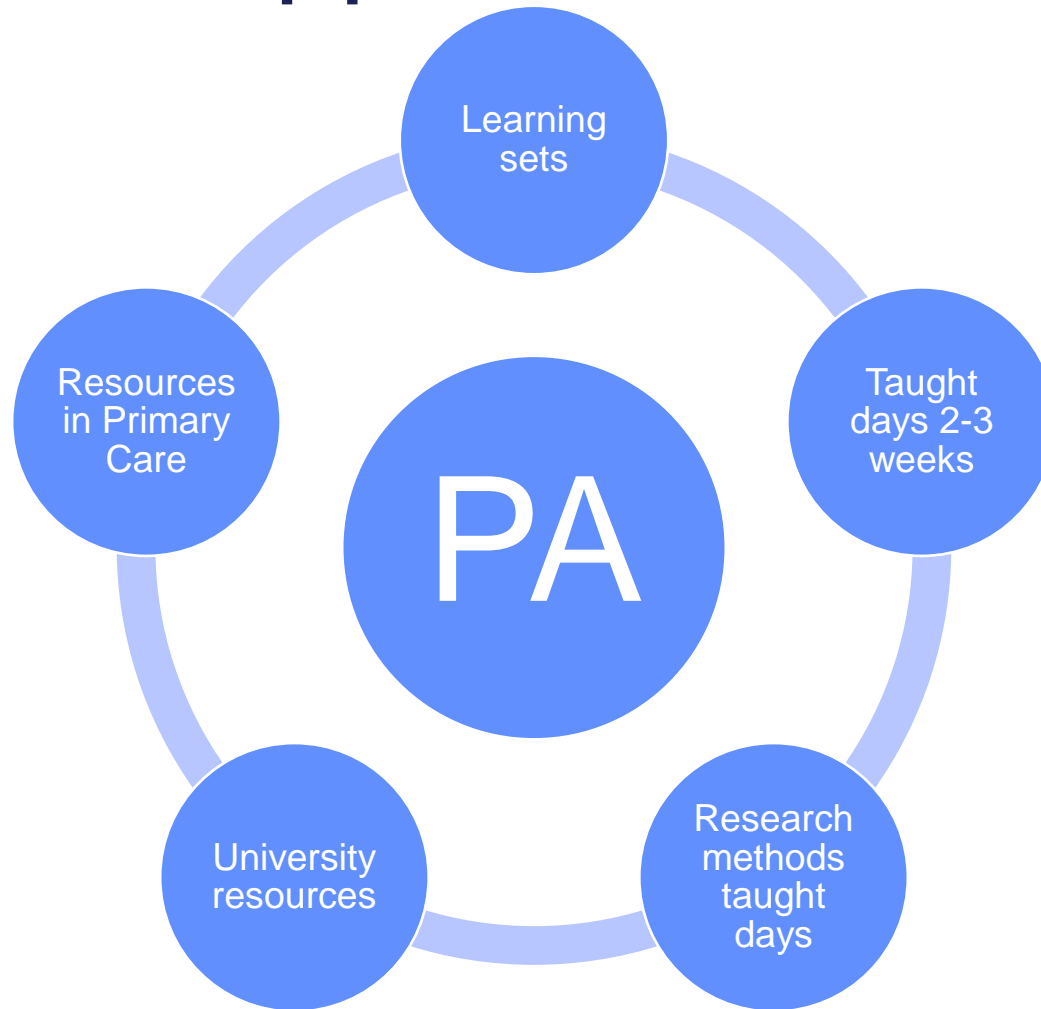 Learning
sets
Taught
days 2-3
weeks
Research
methods
taught
days
University
resources
Resources
in Primary
Care
PA